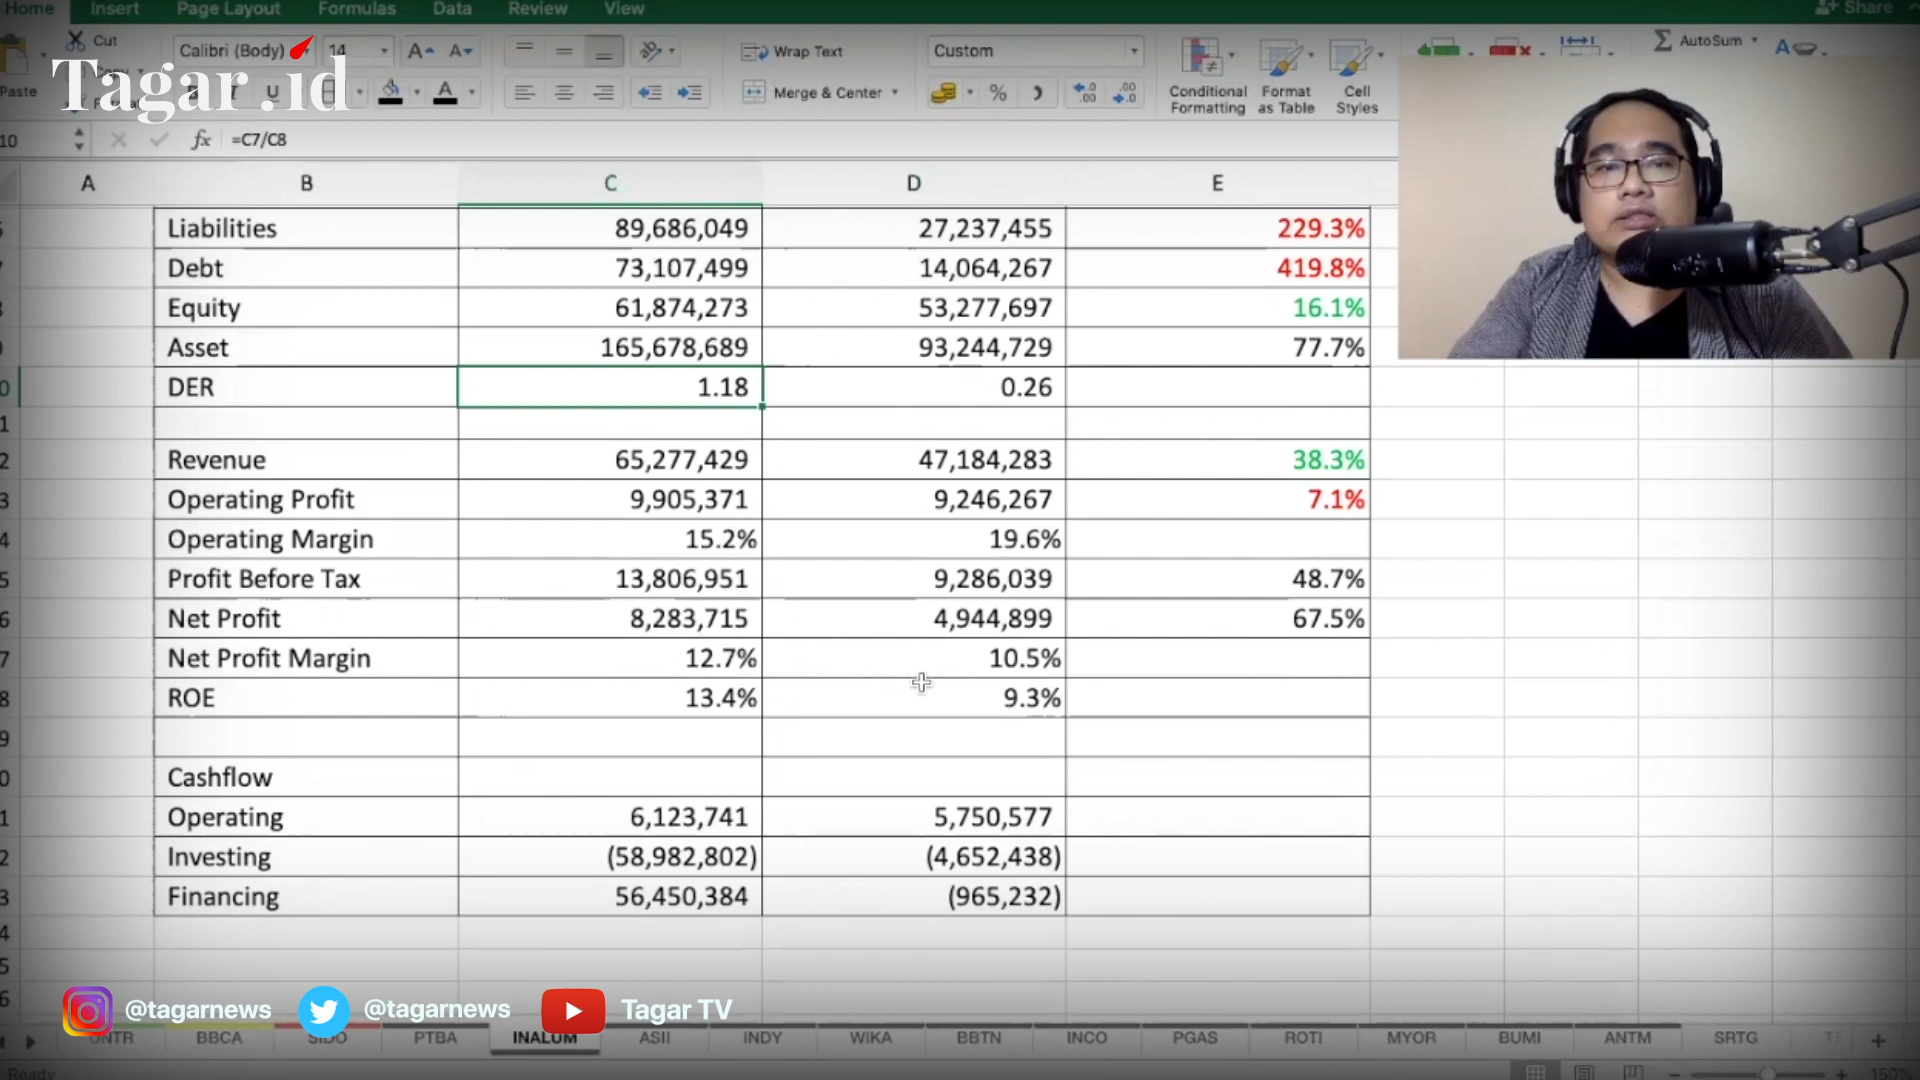 Home Insert Page Layout Formulas Data Review View Share
Cut Calibri (Body) 14 A A Wrap Text Custom AutoSum
Tagar.id
Paste U A Merge & Center % Conditional Formatting Format as Table Cell Styles
10 fx =C7/C8
A B C D E
Liabilities 89,686,049 27,237,455 229.3%
Debt 73,107,499 14,064,267 419.8%
Equity 61,874,273 53,277,697 16.1%
Asset 165,678,689 93,244,729 77.7%
DER 1.18 0.26
Revenue 65,277,429 47,184,283 38.3%
Operating Profit 9,905,371 9,246,267 7.1%
Operating Margin 15.2% 19.6%
Profit Before Tax 13,806,951 9,286,039 48.7%
Net Profit 8,283,715 4,944,899 67.5%
Net Profit Margin 12.7% 10.5%
ROE 13.4% 9.3%
Cashflow
Operating 6,123,741 5,750,577
Investing (58,982,802) (4,652,438)
Financing 56,450,384 (965,232)
@tagarnews @tagarnews Tagar TV
UNTR BBCA SIDO PTBA INALUM ASII INDY WIKA BBTN INCO PGAS ROTI MYOR BUMI ANTM SRTG
Ready 150%